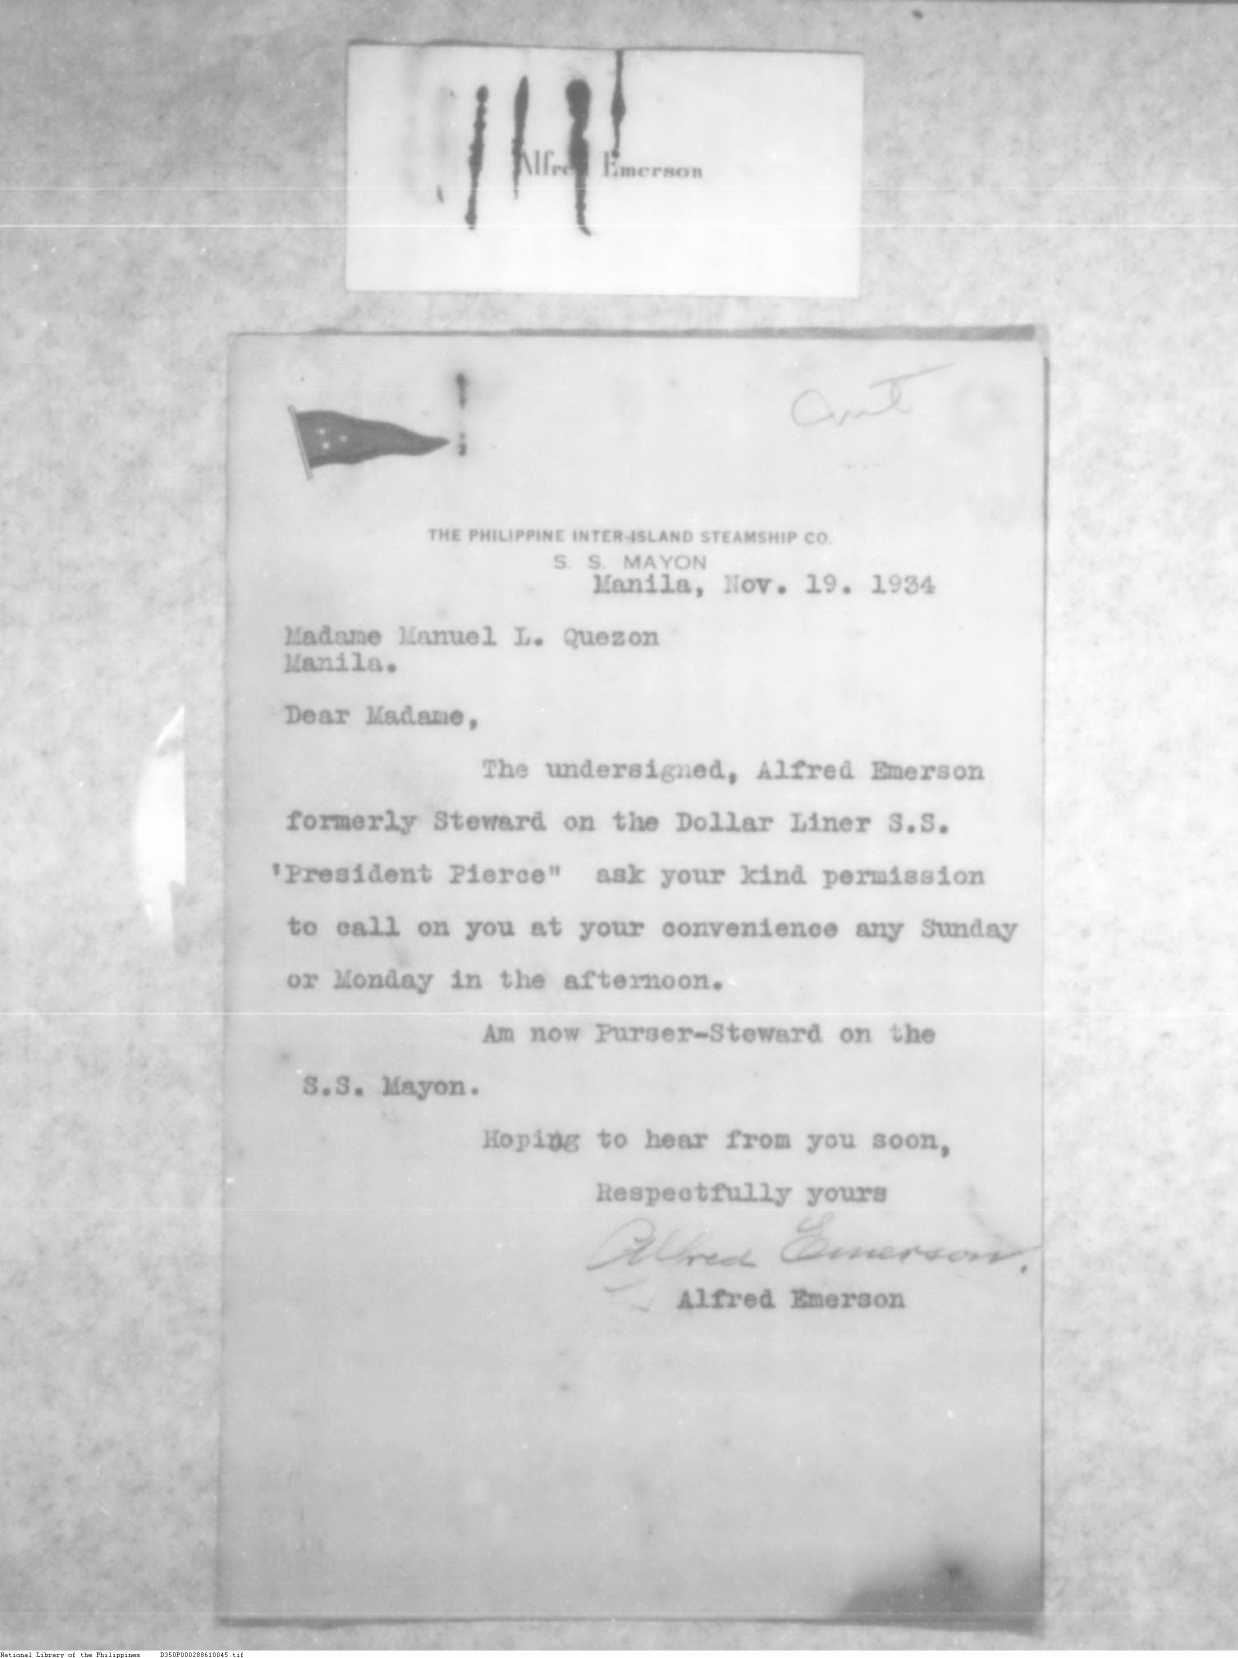 Alfred Emerson
THE PHILIPPINE INTER-ISLAND STEAMSHIP CO.
S. S. MAYON
Manila, Nov. 19. 1934
Madame Manuel L. Quezon
Manila.
Dear Madame,
The undersigned, Alfred Emerson
formerly Steward on the Dollar Liner S.S.
"President Pierce" ask your kind permission
to call on you at your convenience any Sunday
or Monday in the afternoon.
Am now Purser-Steward on the
S.S. Mayon.
Hoping to hear from you soon,
Respectfully yours
Alfred Emerson.
Alfred Emerson
National Library of the Philippines D350P000288610045.tif